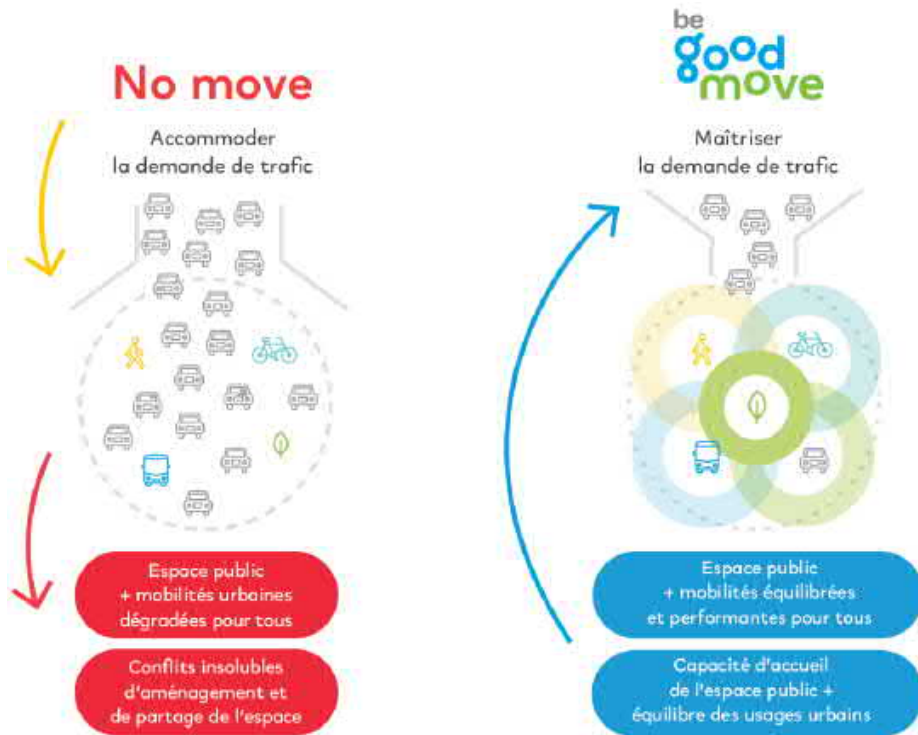 No move
Accommoder
la demande de trafic
Espace public
+ mobilités urbaines
dégradées pour tous
Conflits insolubles
d'aménagement et
de partage de l'espace
be
good
move
Maîtriser
la demande de trafic
Espace public
+ mobilités équilibrées
et performantes pour tous
Capacité d'accueil
de l'espace public +
équilibre des usages urbains